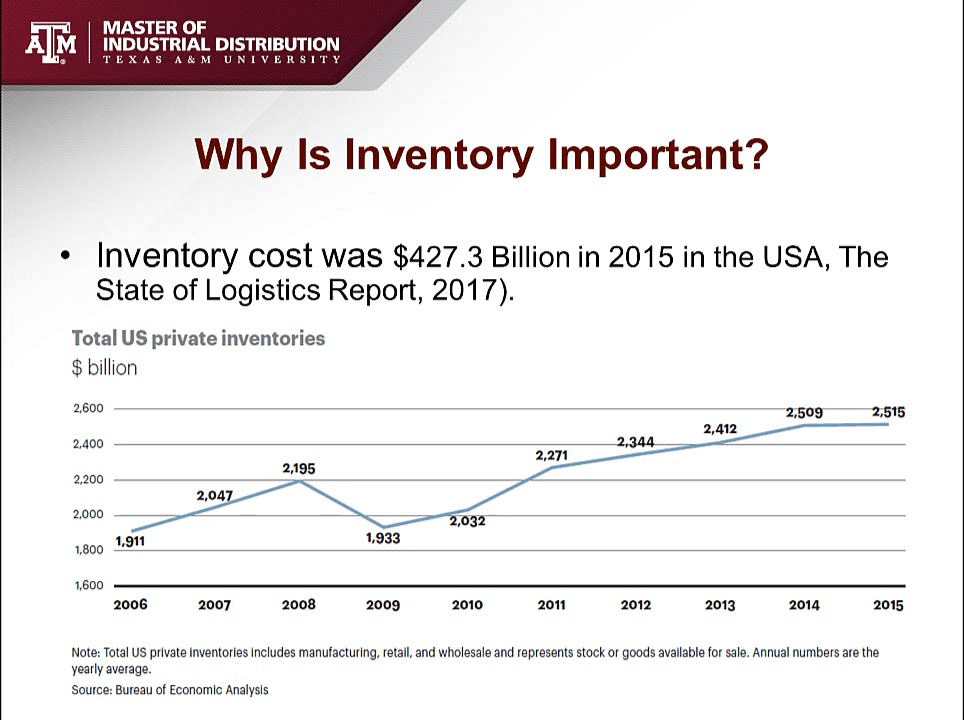 MASTER OF
INDUSTRIAL DISTRIBUTION
TEXAS A&M UNIVERSITY
ATM
Why Is Inventory Important?
• Inventory cost was $427.3 Billion in 2015 in the USA, The
State of Logistics Report, 2017).
Total US private inventories
$ billion
2,600
2,400
2,200
2,000
1,800
1,600
1,911
2,047
2,195
1,933
2,032
2,271
2,344
2,412
2,509
2,515
2006 2007 2008 2009 2010 2011 2012 2013 2014 2015
Note: Total US private inventories includes manufacturing, retail, and wholesale and represents stock or goods available for sale. Annual numbers are the
yearly average.
Source: Bureau of Economic Analysis